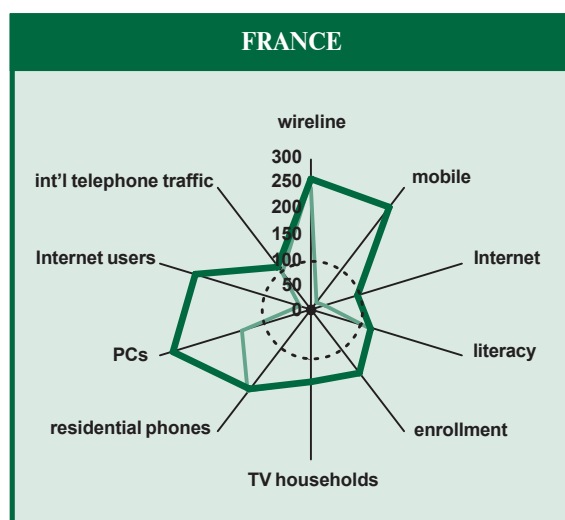 FRANCE
wireline
300
250
200
150
100
50
0
int'l telephone traffic
mobile
Internet users
Internet
PCs
literacy
residential phones
enrollment
TV households